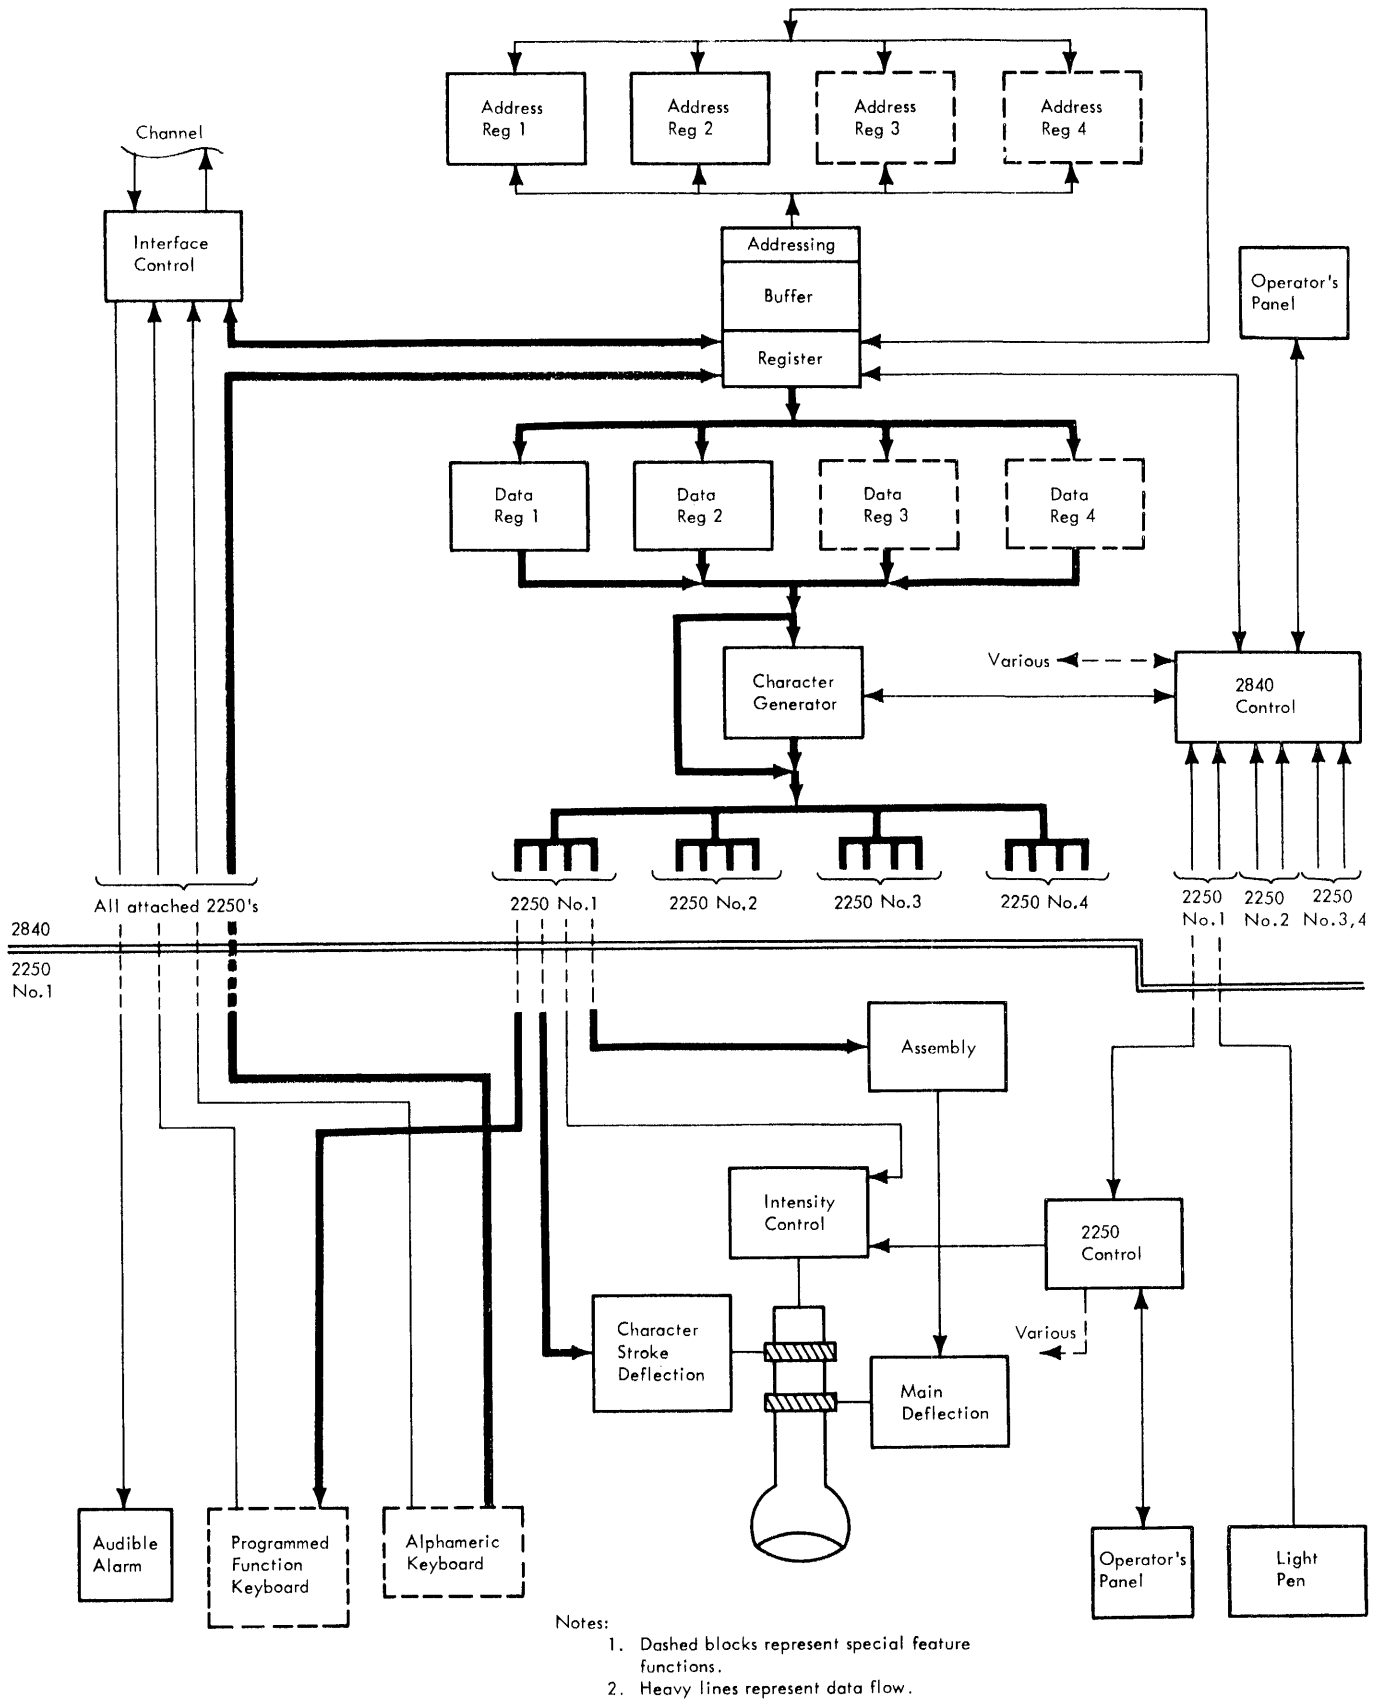 Address
Reg 1
Address
Reg 2
Address
Reg 3
Address
Reg 4
Channel
Interface
Control
Addressing
Buffer
Register
Operator's
Panel
Data
Reg 1
Data
Reg 2
Data
Reg 3
Data
Reg 4
Various
Character
Generator
2840
Control
All attached 2250's
2250 No.1
2250 No.2
2250 No.3
2250 No.4
2250
No.1
2250
No.2
2250
No.3,4
2840
2250
No.1
Assembly
Intensity
Control
2250
Control
Various
Character
Stroke
Deflection
Main
Deflection
Audible
Alarm
Programmed
Function
Keyboard
Alphameric
Keyboard
Operator's
Panel
Light
Pen
Notes:
1. Dashed blocks represent special feature
functions.
2. Heavy lines represent data flow.